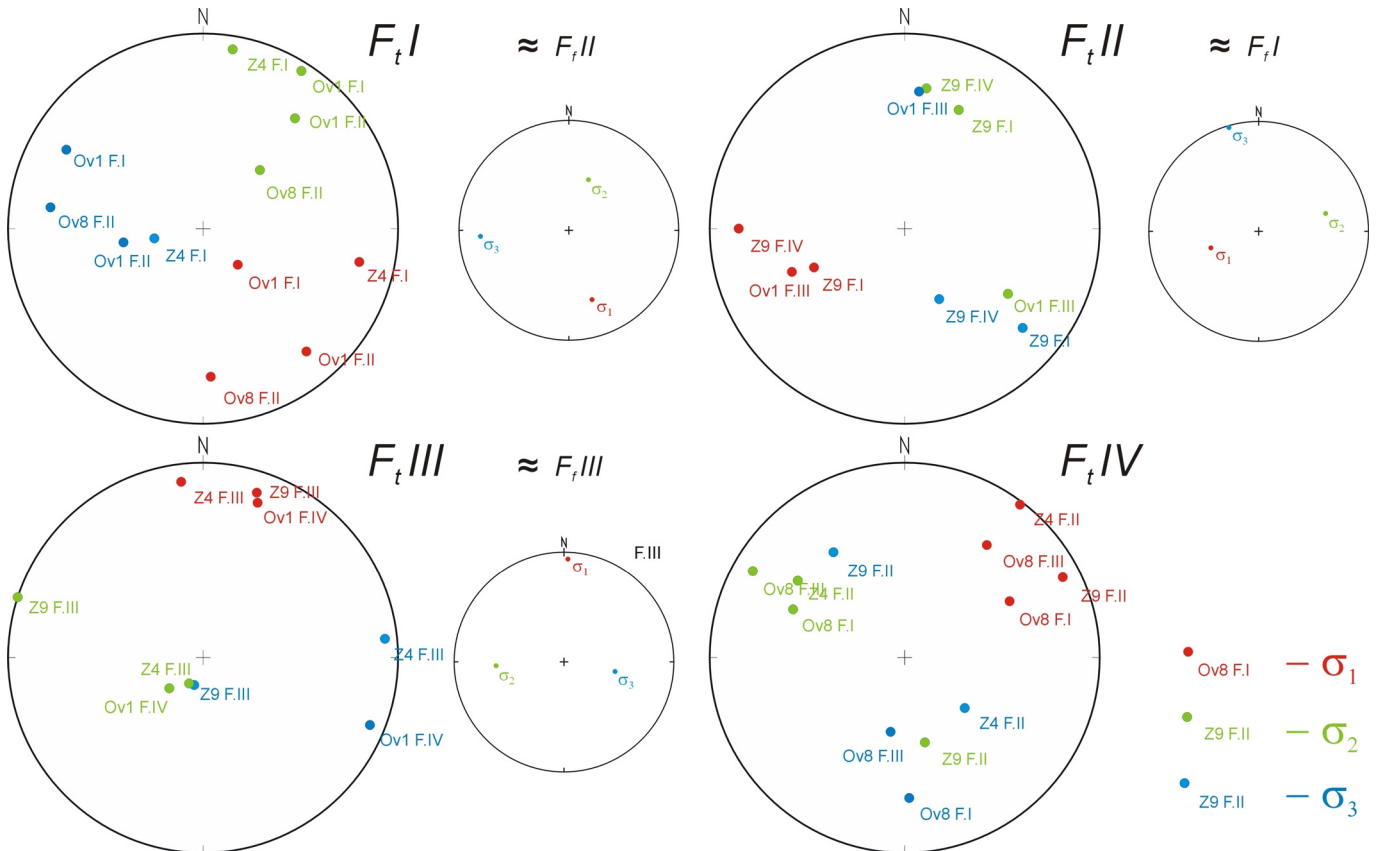 N
FtI ≈ FfII
Z4 F.I
Ov1 F.I
Ov1 F.II
Ov8 F.II
Ov1 F.I
Ov8 F.II
Ov1 F.II
Z4 F.I
Ov1 F.I
Z4 F.I
Ov1 F.II
Ov8 F.II
N
σ2
σ3
σ1
N
FtII ≈ FfI
Z9 F.IV
Ov1 F.III
Z9 F.I
Z9 F.IV
Ov1 F.III
Z9 F.I
Z9 F.IV
Ov1 F.III
Z9 F.I
N
σ3
σ2
σ1
N
FtIII ≈ FfIII
Z4 F.III
Z9 F.III
Ov1 F.IV
Z9 F.III
Z4 F.III
Z9 F.III
Ov1 F.IV
Z4 F.III
Ov1 F.IV
N
F.III
σ1
σ2
σ3
FtIV
N
Z4 F.II
Ov8 F.III
Z9 F.II
Ov8 F.I
Z9 F.II
Ov8 F.III
Z4 F.II
Ov8 F.I
Z4 F.II
Ov8 F.III
Z9 F.II
Ov8 F.I
Ov8 F.I – σ1
Z9 F.II – σ2
Z9 F.II – σ3